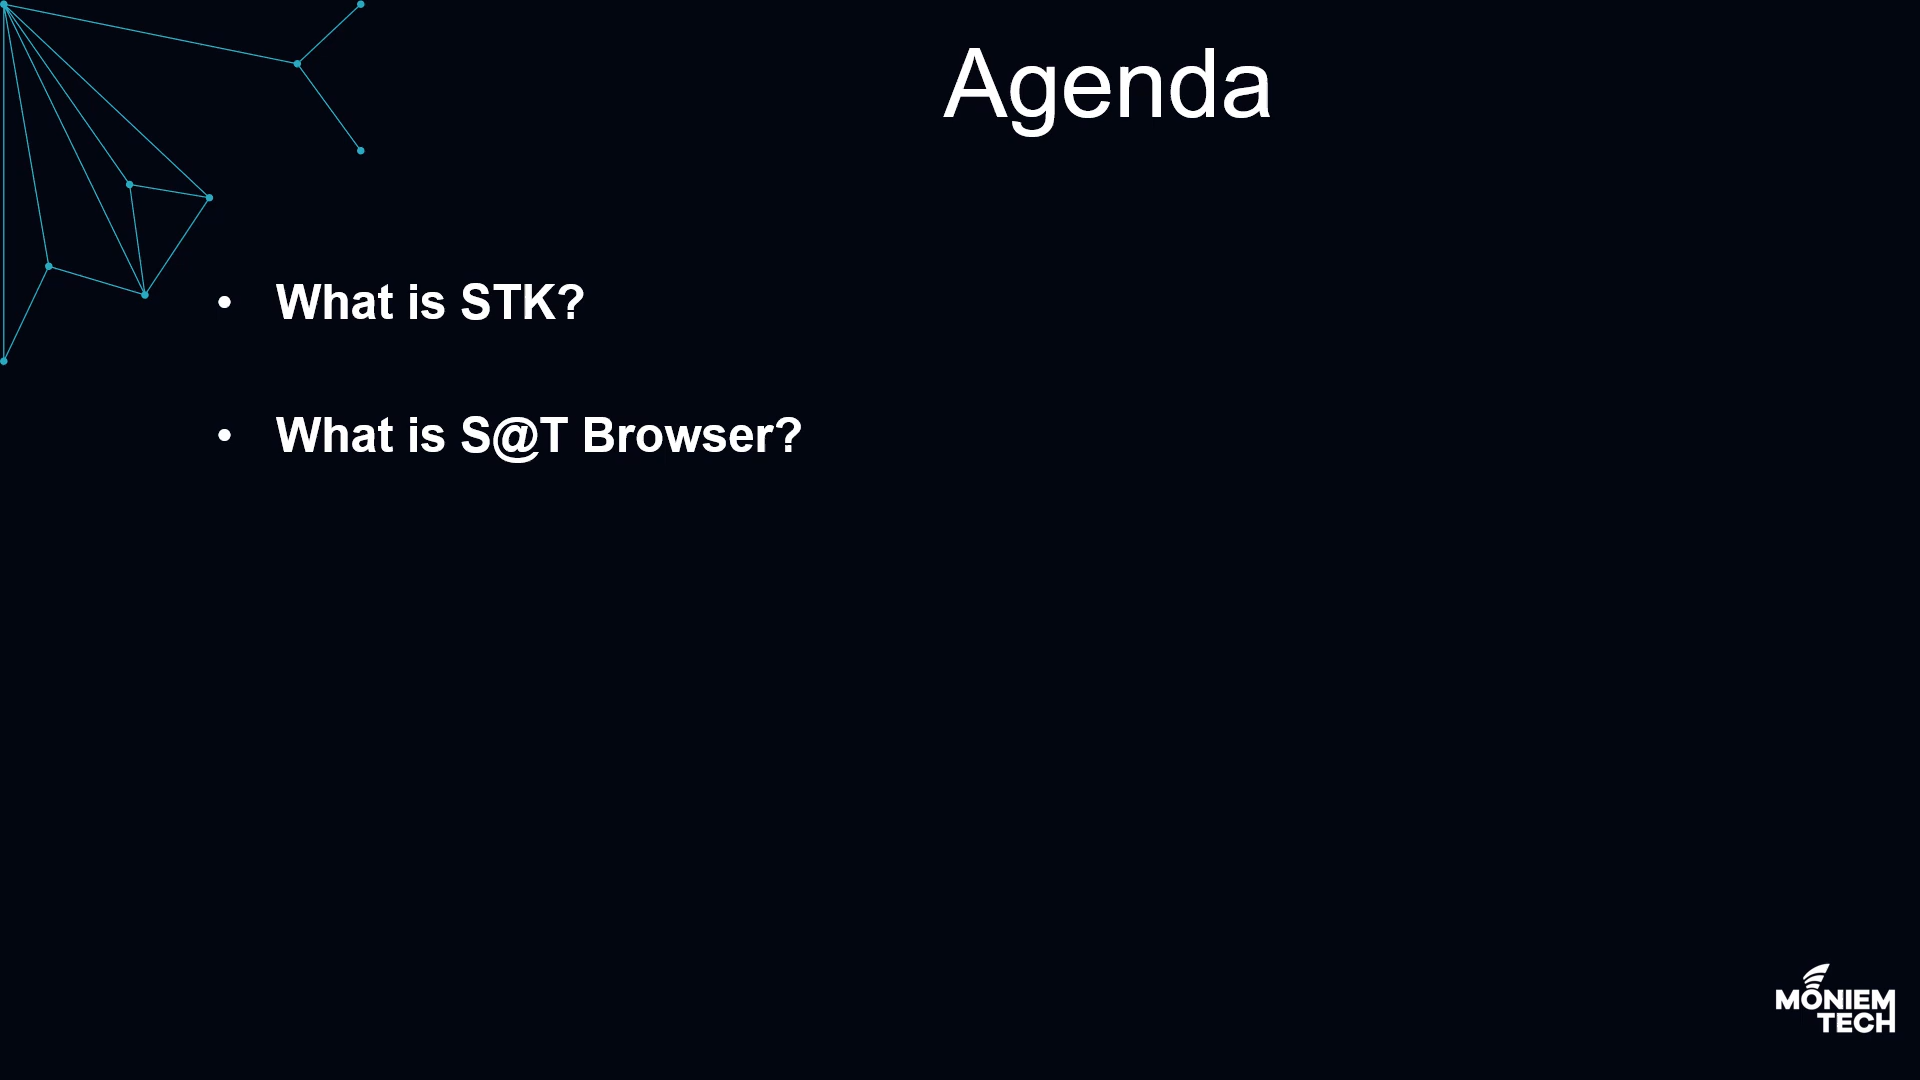 Agenda
• What is STK?
• What is S@T Browser?
MONIEM
TECH